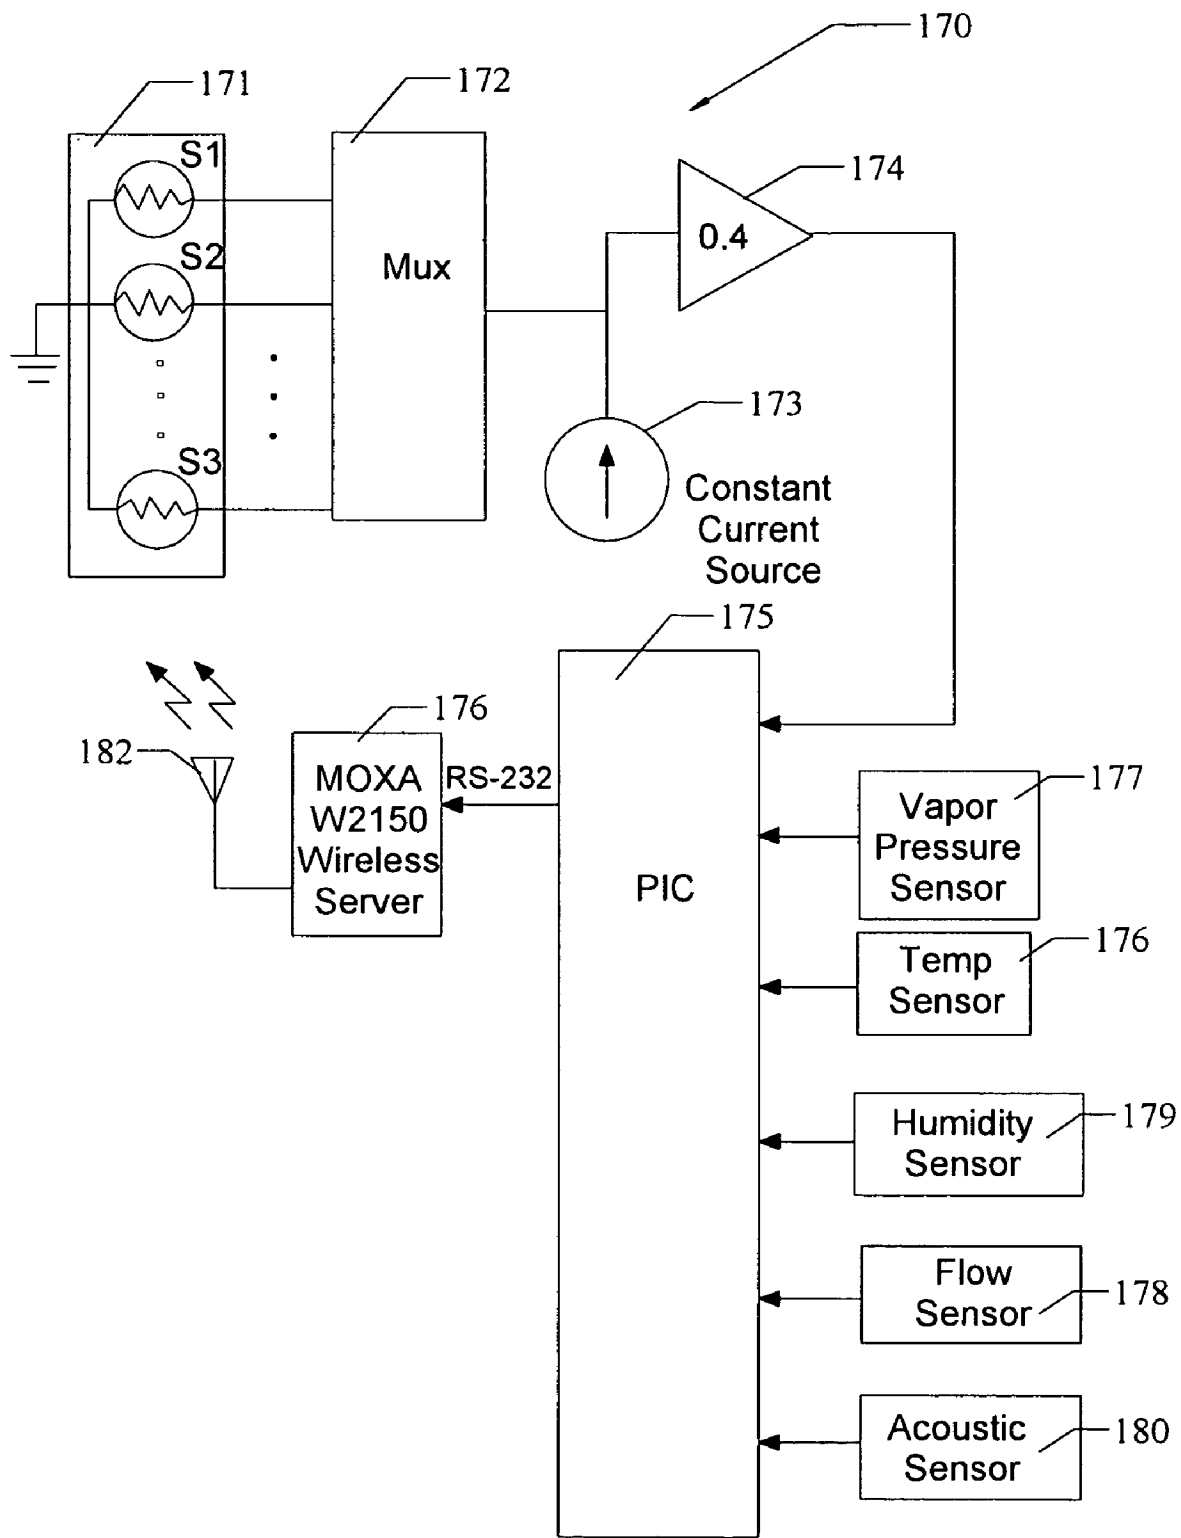 170
171
172
S1
174
S2
Mux
0.4
173
S3
Constant
Current
Source
175
176
182
MOXA
W2150
Wireless
Server
RS-232
PIC
177
Vapor
Pressure
Sensor
176
Temp
Sensor
179
Humidity
Sensor
Flow
Sensor
178
Acoustic
Sensor
180